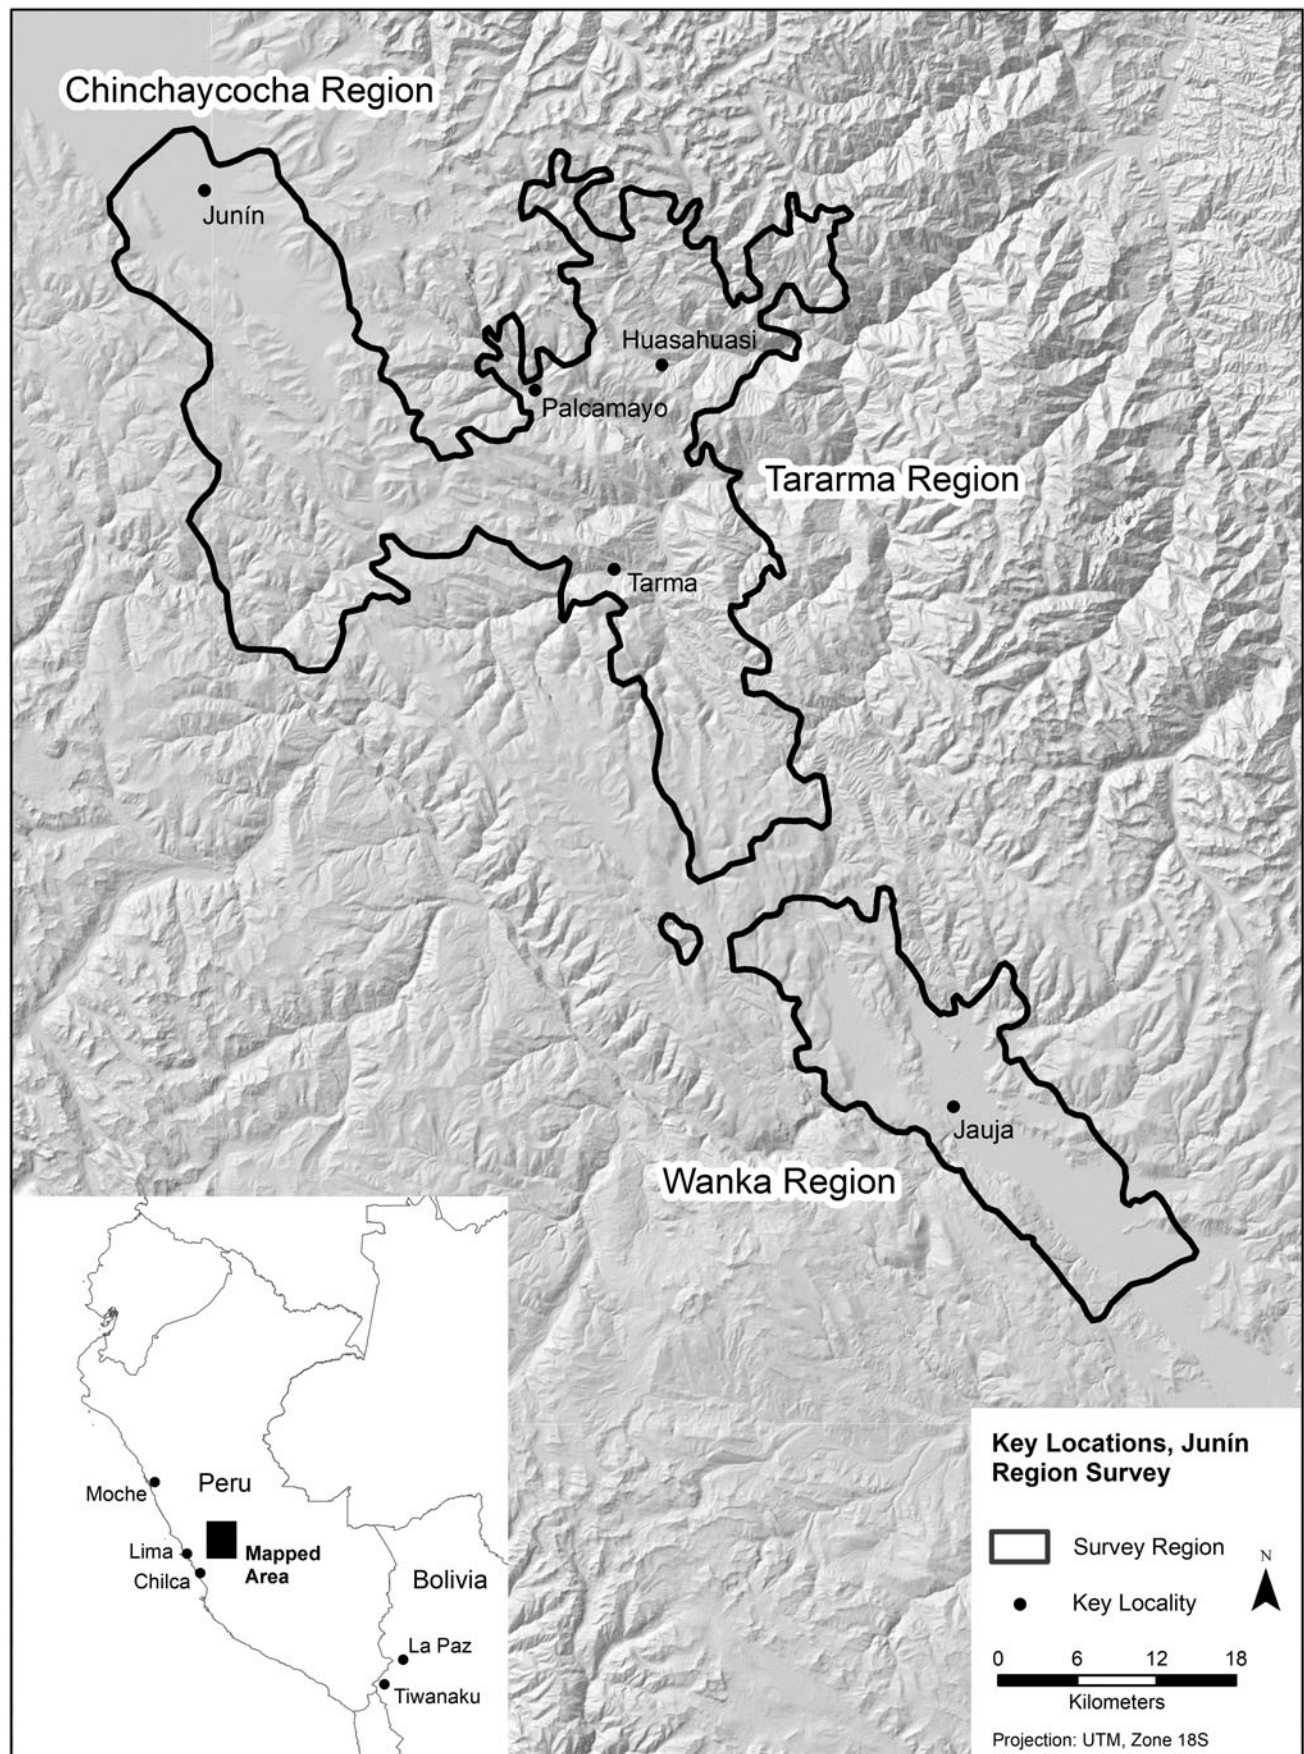 Chinchaycocha Region
Junín
Huasahuasi
Palcamayo
Tararma Region
Tarma
Jauja
Wanka Region
Peru
Moche
Lima
Mapped
Area
Chilca
Bolivia
La Paz
Tiwanaku
Key Locations, Junín
Region Survey
Survey Region
N
Key Locality
0 6 12 18
Kilometers
Projection: UTM, Zone 18S